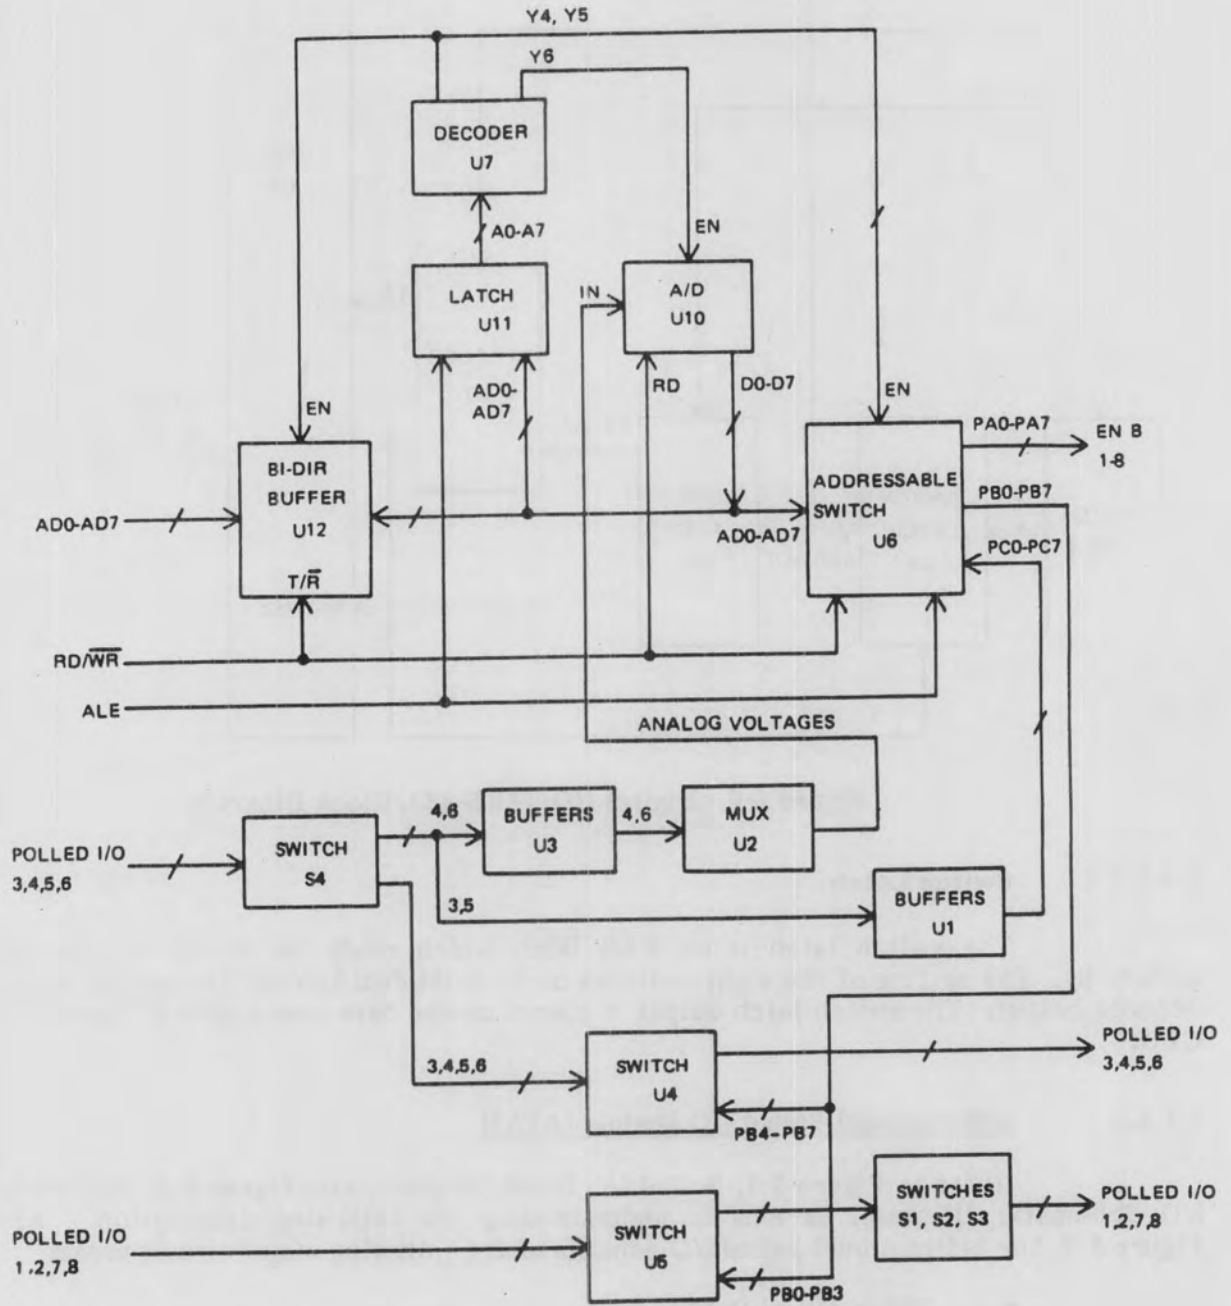 Y4, Y5
Y6
DECODER
U7
A0-A7
EN
LATCH
U11
IN
A/D
U10
AD0-
AD7
RD
D0-D7
EN
EN
BI-DIR
BUFFER
U12
T/R̅
AD0-AD7
AD0-AD7
ADDRESSABLE
SWITCH
U6
PA0-PA7
EN B
1-8
PB0-PB7
PC0-PC7
RD/W̅R̅
ALE
ANALOG VOLTAGES
POLLED I/O
3,4,5,6
SWITCH
S4
4,6
BUFFERS
U3
4,6
MUX
U2
3,5
BUFFERS
U1
3,4,5,6
SWITCH
U4
POLLED I/O
3,4,5,6
PB4-PB7
POLLED I/O
1.2,7,8
SWITCH
U5
SWITCHES
S1, S2, S3
POLLED I/O
1,2,7,8
PB0-PB3